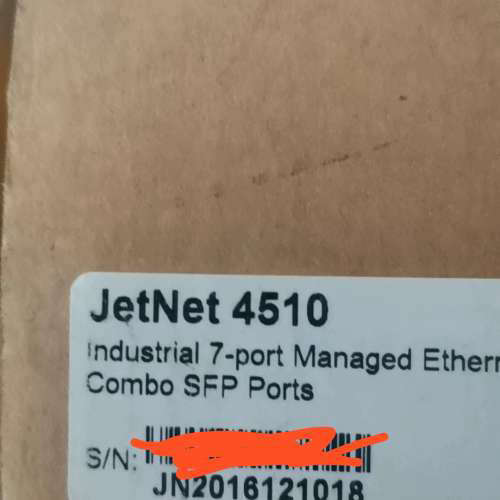 JetNet 4510
Industrial 7-port Managed Ethern
Combo SFP Ports
S/N:
JN2016121018